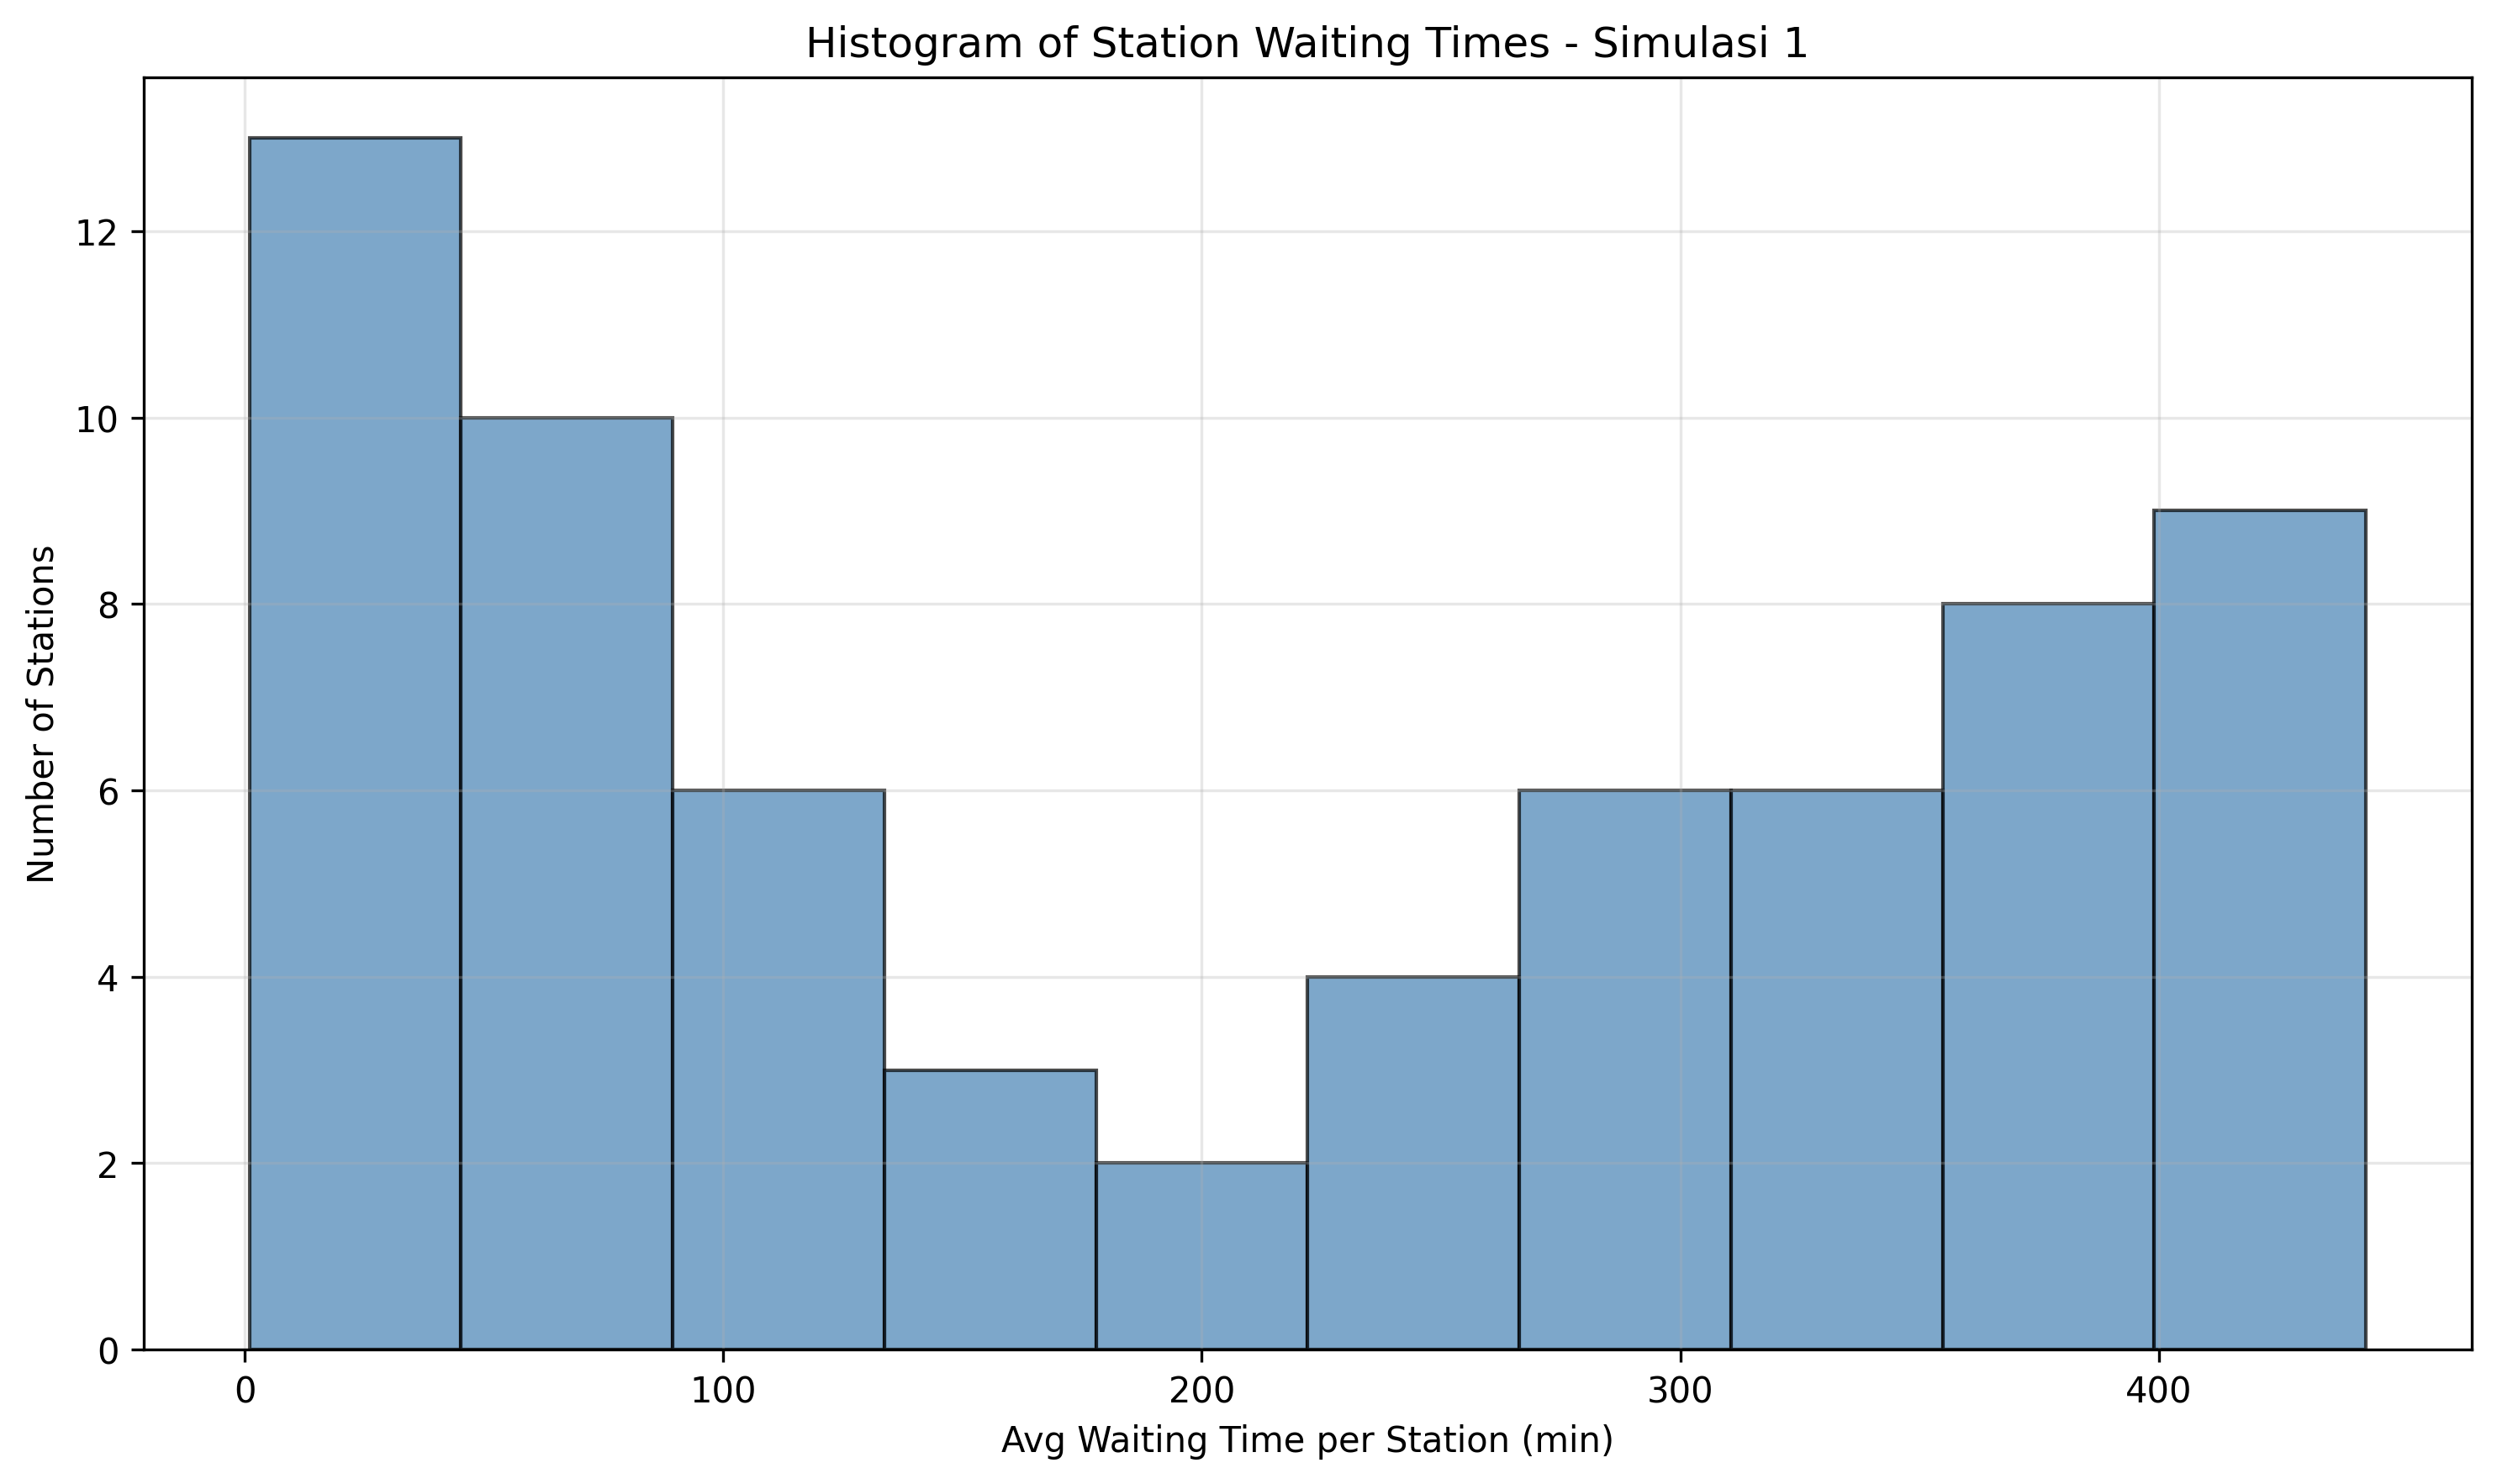 Histogram of Station Waiting Times - Simulasi 1
Number of Stations
12
10
8
6
4
2
0
0 100 200 300 400
Avg Waiting Time per Station (min)